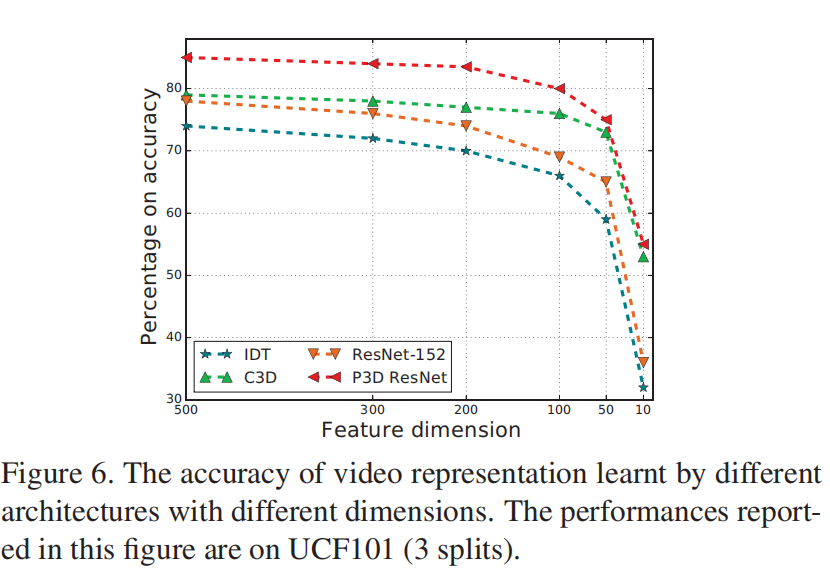 Percentage on accuracy
80
70
60
50
40
30
IDT
ResNet-152
C3D
P3D ResNet
500 300 200 100 50 10
Feature dimension
Figure 6. The accuracy of video representation learnt by different
architectures with different dimensions. The performances report-
ed in this figure are on UCF101 (3 splits).